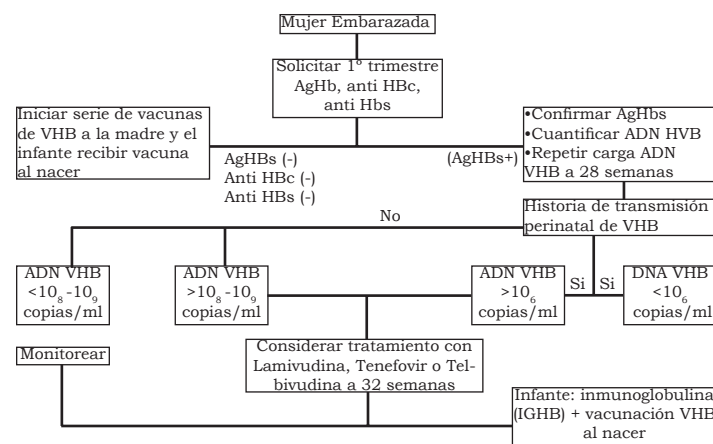 Mujer Embarazada
Solicitar 1º trimestre
AgHb, anti HBc,
anti Hbs
Iniciar serie de vacunas
de VHB a la madre y el
infante recibir vacuna
al nacer
AgHBs (-)
Anti HBc (-)
Anti HBs (-)
(AgHBs+)
•Confirmar AgHbs
•Cuantificar ADN HVB
•Repetir carga ADN
VHB a 28 semanas
Historia de transmisión
perinatal de VHB
No
ADN VHB
<10₈-10₉
copias/ml
ADN VHB
>10₈-10₉
copias/ml
ADN VHB
>10₆
copias/ml
Si
Si
DNA VHB
<10₆
copias/ml
Monitorear
Considerar tratamiento con
Lamivudina, Tenefovir o Tel-
bivudina a 32 semanas
Infante: inmunoglobulina
(IGHB) + vacunación VHB
al nacer